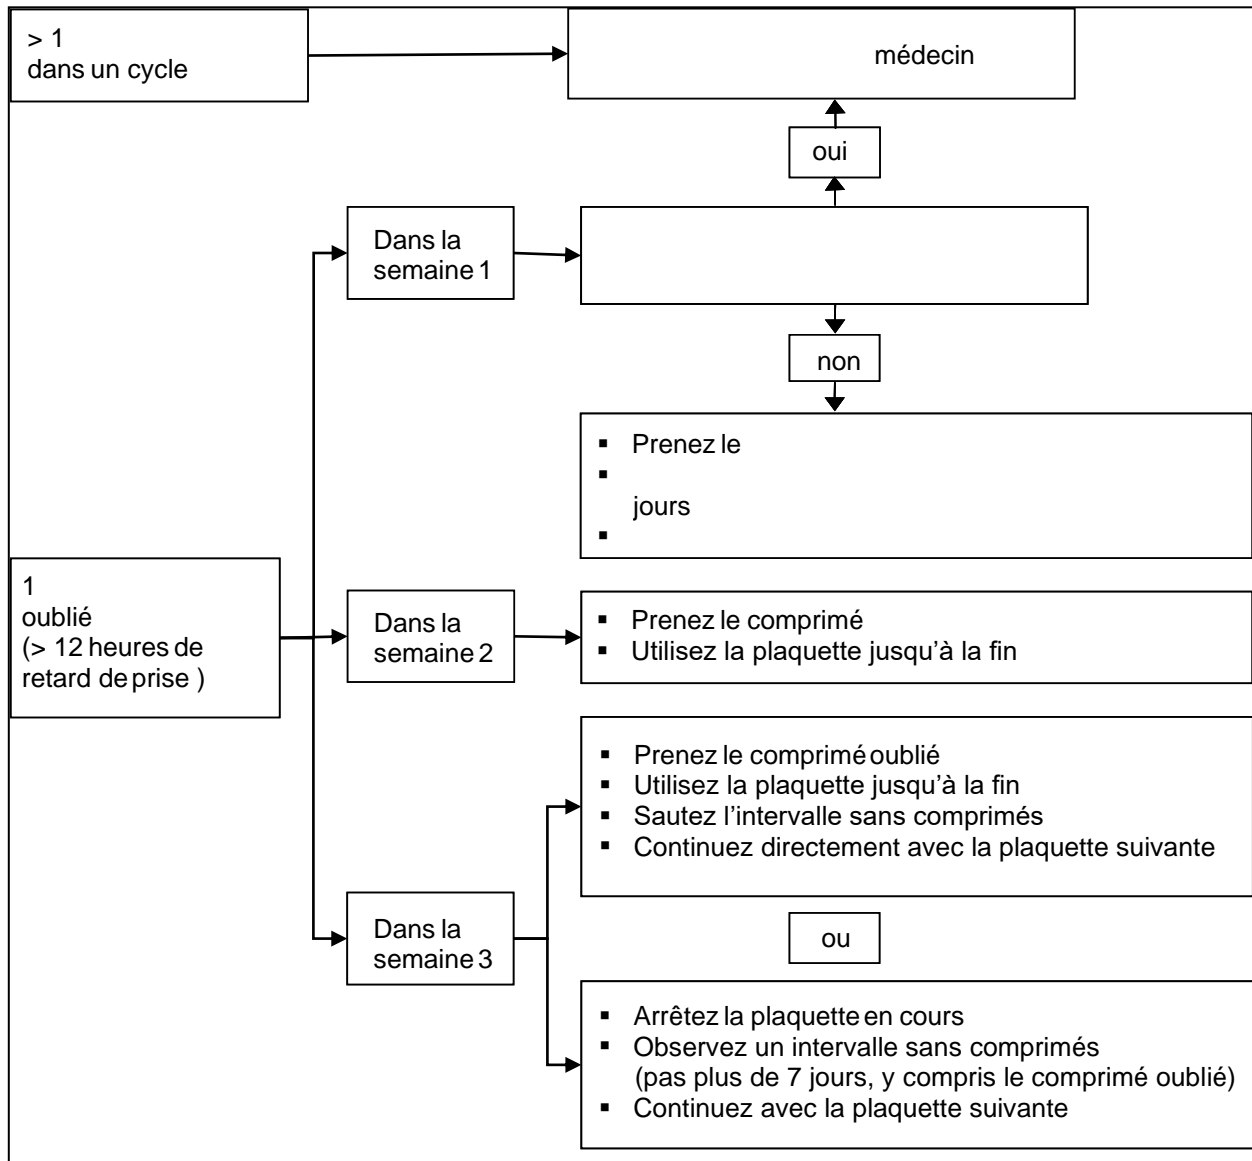 > 1
dans un cycle
médecin
oui
Dans la
semaine 1
non
▪ Prenez le
▪
jours
▪
1
oublié
(> 12 heures de
retard de prise )
Dans la
semaine 2
▪ Prenez le comprimé
▪ Utilisez la plaquette jusqu’à la fin
▪ Prenez le comprimé oublié
▪ Utilisez la plaquette jusqu’à la fin
▪ Sautez l’intervalle sans comprimés
▪ Continuez directement avec la plaquette suivante
Dans la
semaine 3
ou
▪ Arrêtez la plaquette en cours
▪ Observez un intervalle sans comprimés
(pas plus de 7 jours, y compris le comprimé oublié)
▪ Continuez avec la plaquette suivante